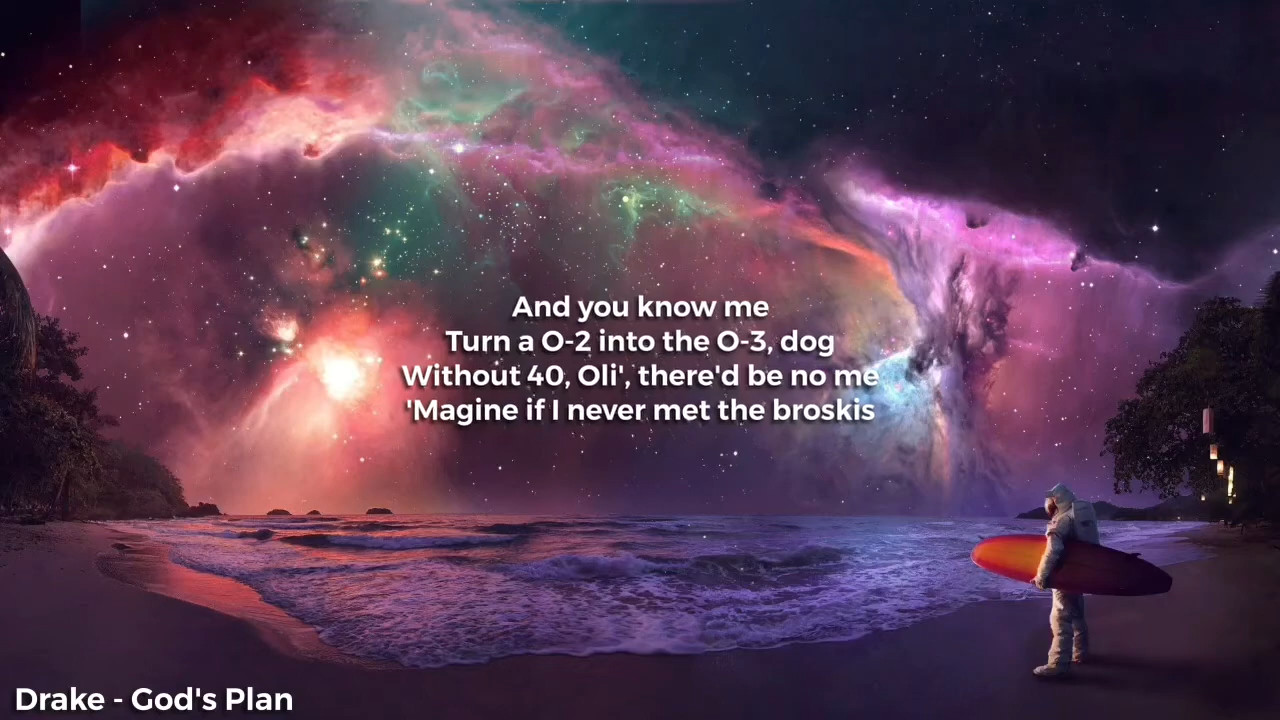 And you know me
Turn a O-2 into the O-3, dog
Without 40, Oli', there'd be no me
'Magine if I never met the broskis
Drake - God's Plan